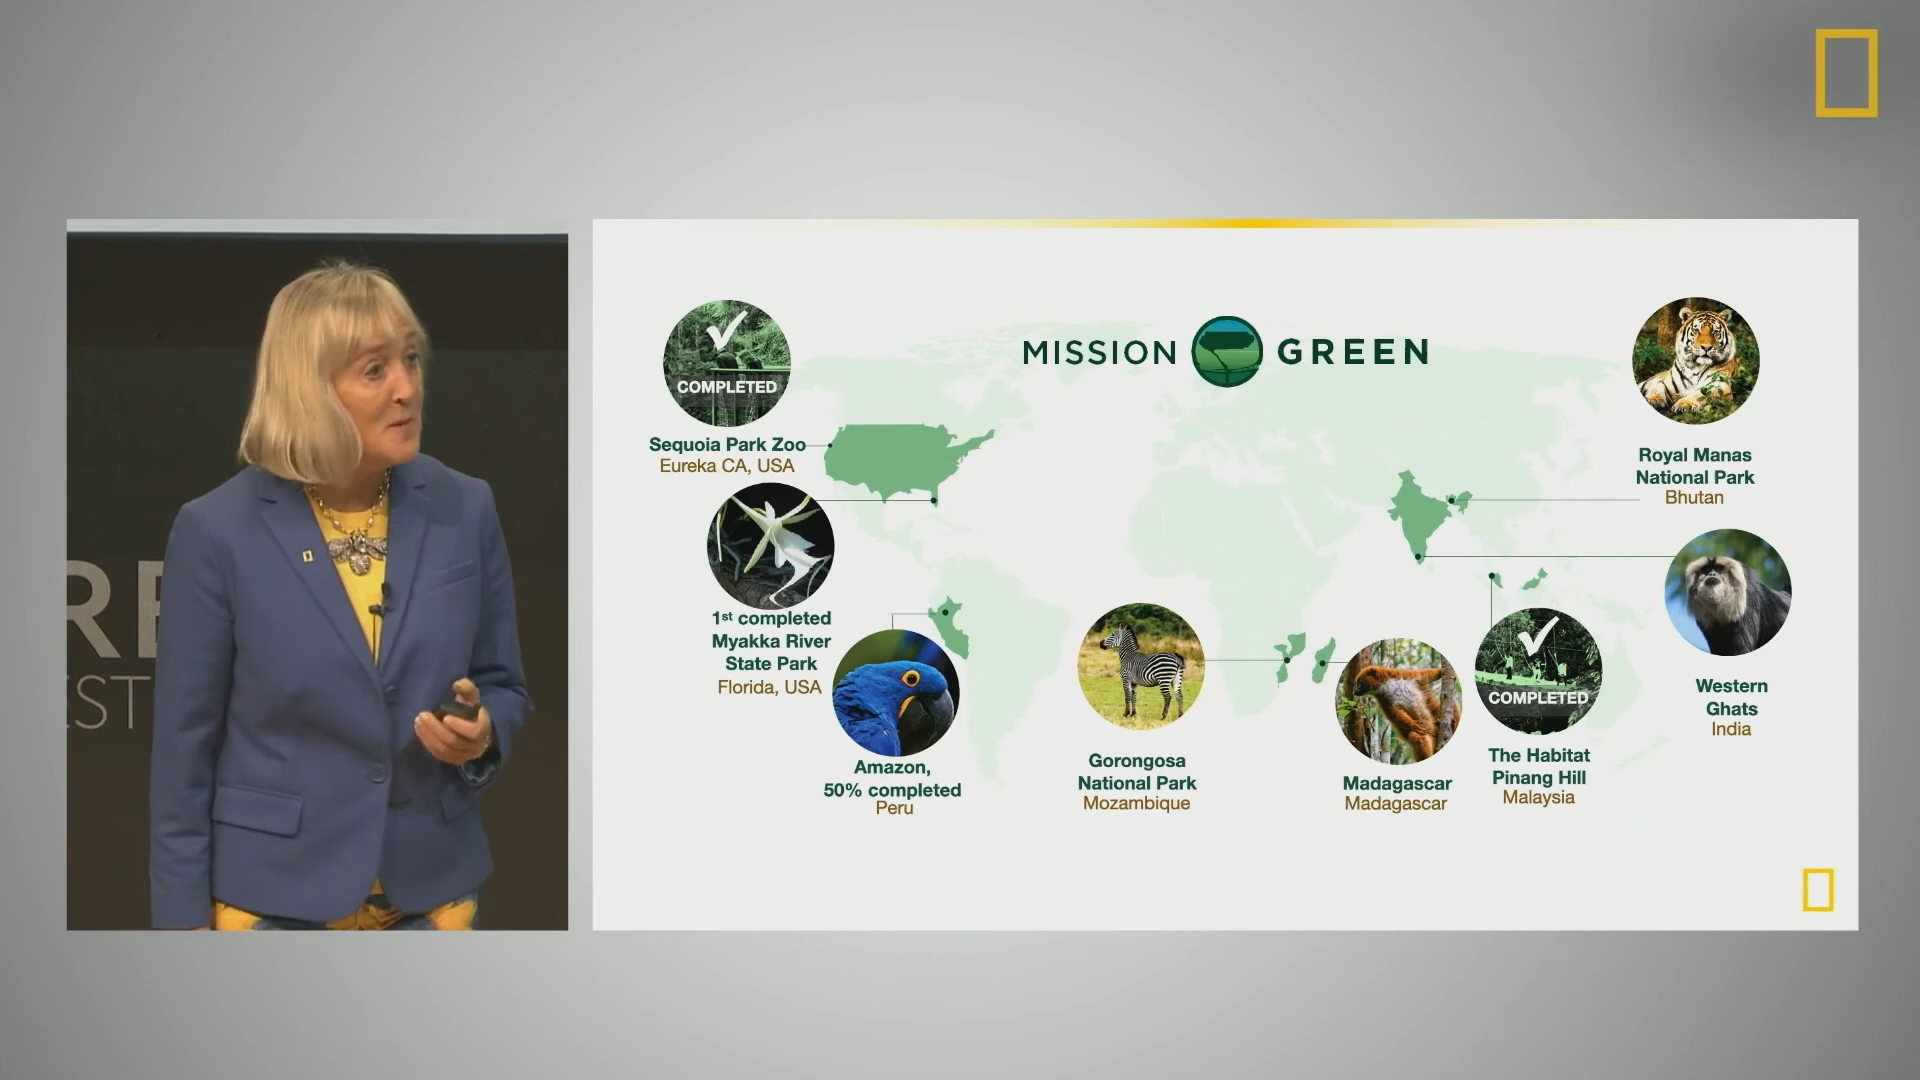 RE
EST
MISSION GREEN
COMPLETED
Sequoia Park Zoo
Eureka CA, USA
1st completed
Myakka River
State Park
Florida, USA
Amazon,
50% completed
Peru
Gorongosa
National Park
Mozambique
Madagascar
Madagascar
COMPLETED
The Habitat
Pinang Hill
Malaysia
Royal Manas
National Park
Bhutan
Western
Ghats
India